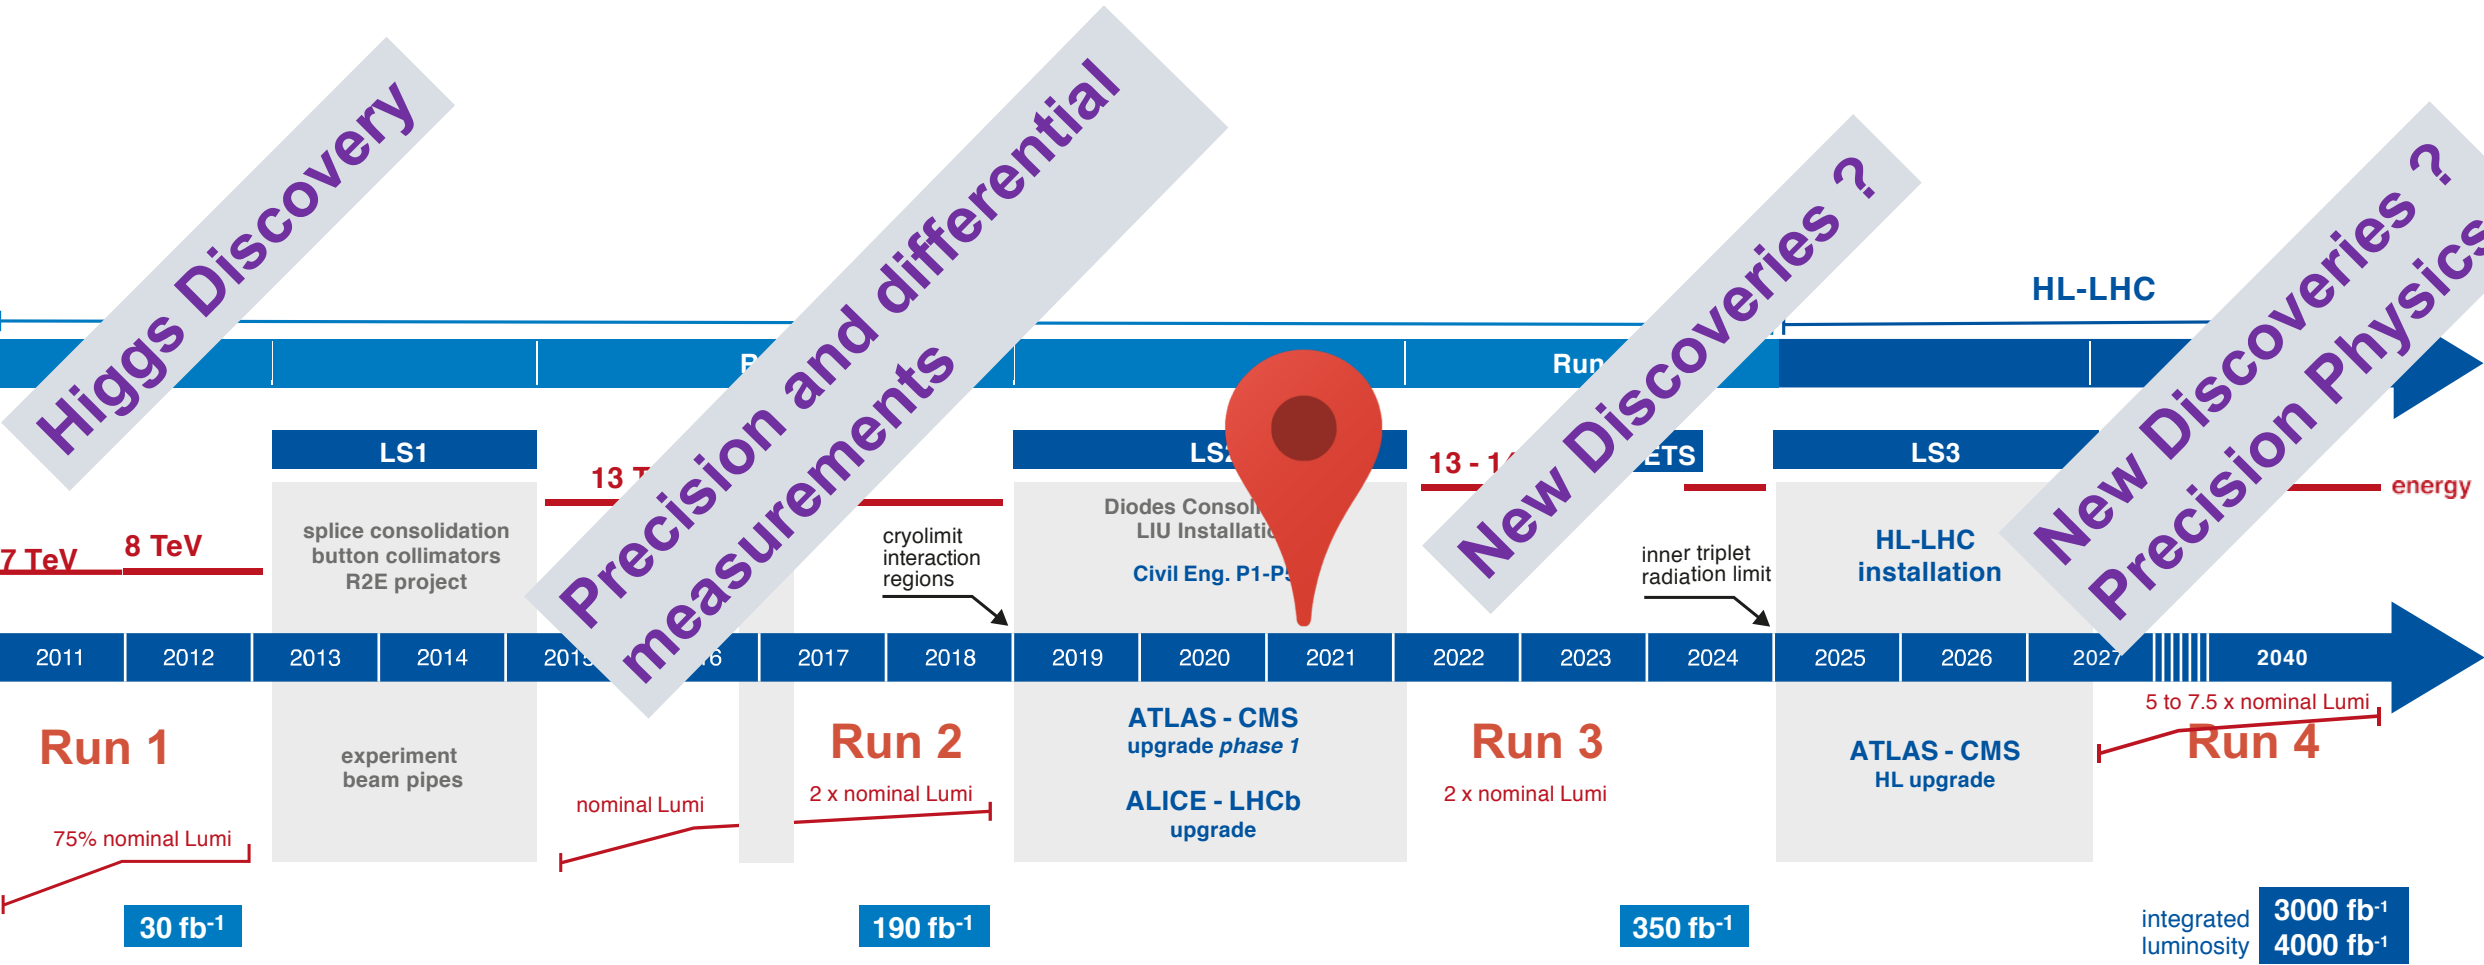 Higgs Discovery
Precision and differential
measurements
New Discoveries ?
New Discoveries ?
Precision Physics
HL-LHC
LS1
ETS
LS3
13
13 - 14
energy
7 TeV
8 TeV
splice consolidation
button collimators
R2E project
cryolimit
interaction
regions
Diodes
LIU
Civil Eng.
inner triplet
radiation limit
HL-LHC
installation
2011 2012 2013 2014 2015 2017 2018 2019 2020 2021 2022 2023 2024 2025 2026 2027 2040
Run 1
experiment
beam pipes
Run 2
ATLAS - CMS
upgrade phase 1
ALICE - LHCb
upgrade
Run 3
ATLAS - CMS
HL upgrade
5 to 7.5 x nominal Lumi
Run 4
75% nominal Lumi
nominal Lumi
2 x nominal Lumi
2 x nominal Lumi
30 fb-1
190 fb-1
350 fb-1
integrated
luminosity
3000 fb-1
4000 fb-1